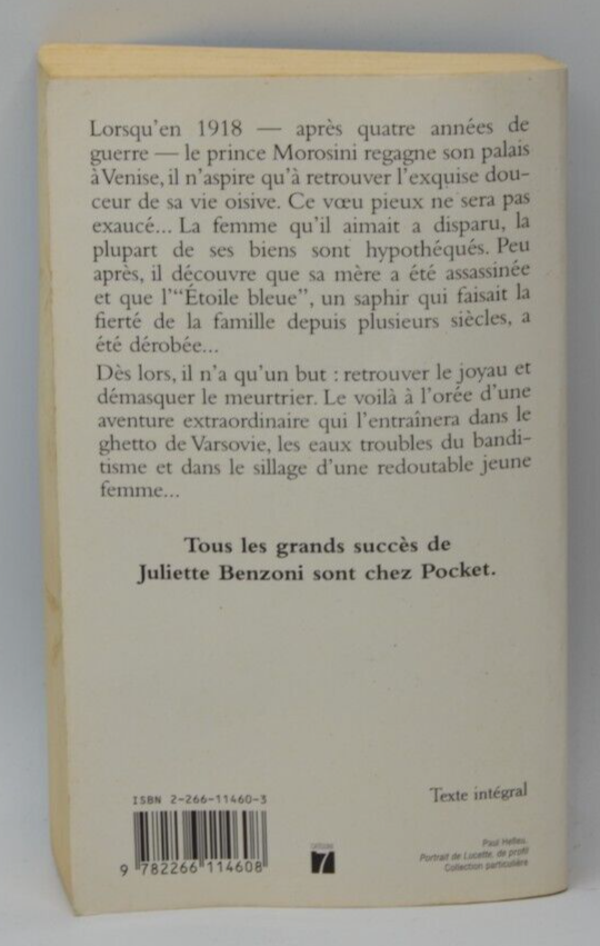 Lorsqu'en 1918 — après quatre années de
guerre — le prince Morosini regagne son palais
à Venise, il n'aspire qu'à retrouver l'exquise dou-
ceur de sa vie oisive. Ce vœu pieux ne sera pas
exaucé... La femme qu'il aimait a disparu, la
plupart de ses biens sont hypothéqués. Peu
après, il découvre que sa mère a été assassinée
et que l'"Étoile bleue", un saphir qui faisait la
fierté de la famille depuis plusieurs siècles, a
été dérobée...
Dès lors, il n'a qu'un but : retrouver le joyau et
démasquer le meurtrier. Le voilà à l'orée d'une
aventure extraordinaire qui l'entraînera dans le
ghetto de Varsovie, les eaux troubles du bandi-
tisme et dans le sillage d'une redoutable jeune
femme...
Tous les grands succès de
Juliette Benzoni sont chez Pocket.
ISBN 2-266-11460-3
9 782266 114608
7
Texte intégral
Paul Helleu,
Portrait de Lucette, de profil
Collection particulière